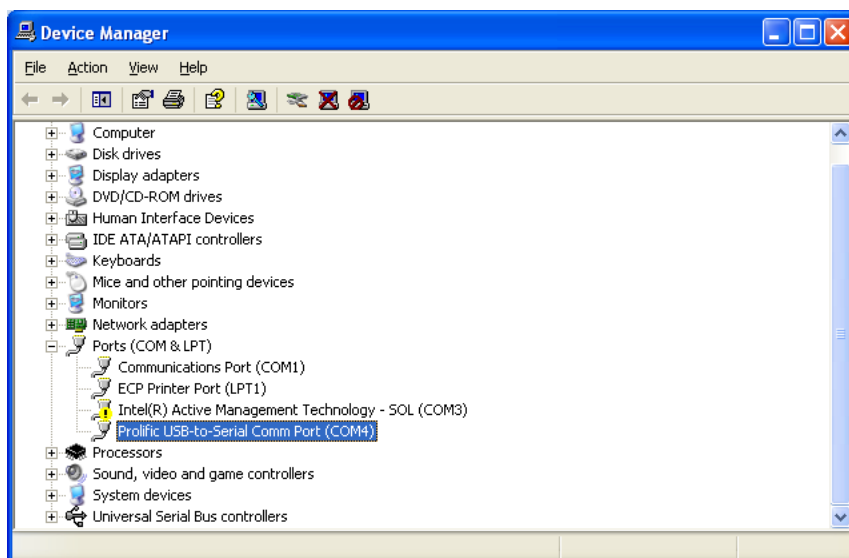 Device Manager
File Action View Help
Computer
Disk drives
Display adapters
DVD/CD-ROM drives
Human Interface Devices
IDE ATA/ATAPI controllers
Keyboards
Mice and other pointing devices
Monitors
Network adapters
Ports (COM & LPT)
Communications Port (COM1)
ECP Printer Port (LPT1)
Intel(R) Active Management Technology - SOL (COM3)
Prolific USB-to-Serial Comm Port (COM4)
Processors
Sound, video and game controllers
System devices
Universal Serial Bus controllers